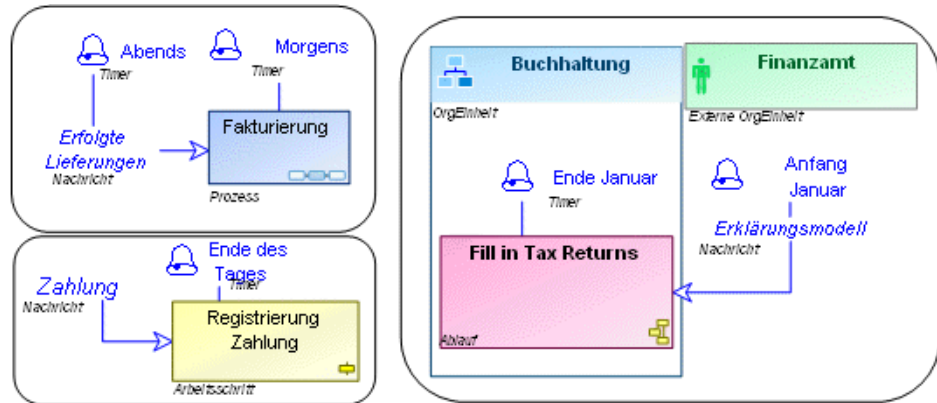 Abends
Timer
Morgens
Timer
Erfolgte
Lieferungen
Nachricht
Fakturierung
Prozess
Ende des
Tages
Timer
Zahlung
Nachricht
Registrierung
Zahlung
Arbeitsschritt
Buchhaltung
OrgEinheit
Finanzamt
Externe OrgEinheit
Ende Januar
Timer
Anfang
Januar
Erklärungsmodell
Nachricht
Fill in Tax Returns
Ablauf